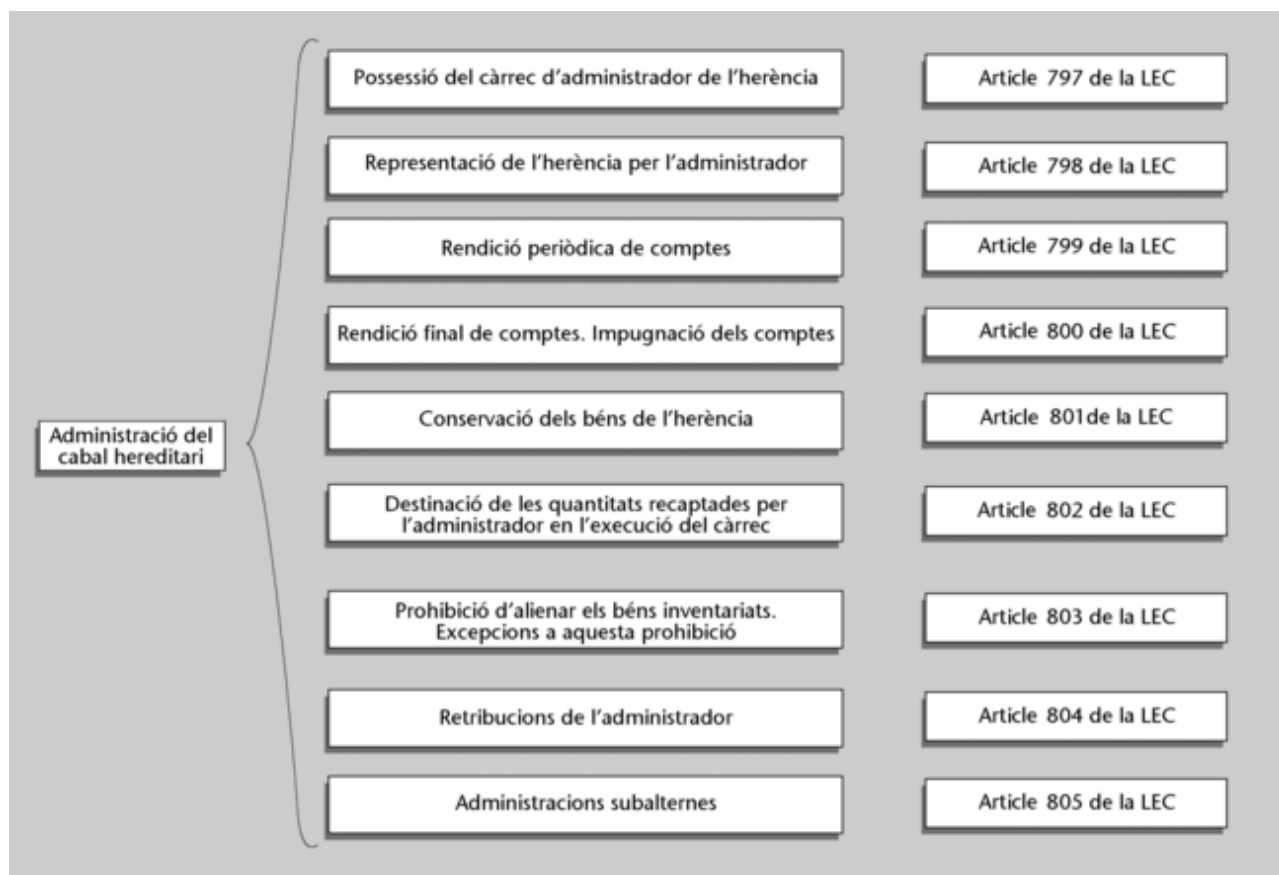 Possessió del càrrec d'administrador de l'herència
Article 797 de la LEC
Representació de l'herència per l'administrador
Article 798 de la LEC
Rendició periòdica de comptes
Article 799 de la LEC
Rendició final de comptes. Impugnació dels comptes
Article 800 de la LEC
Conservació dels béns de l'herència
Article 801de la LEC
Administració del
cabal hereditari
Destinació de les quantitats recaptades per
l'administrador en l'execució del càrrec
Article 802 de la LEC
Prohibició d'alienar els béns inventariats.
Excepcions a aquesta prohibició
Article 803 de la LEC
Retribucions de l'administrador
Article 804 de la LEC
Administracions subalternes
Article 805 de la LEC